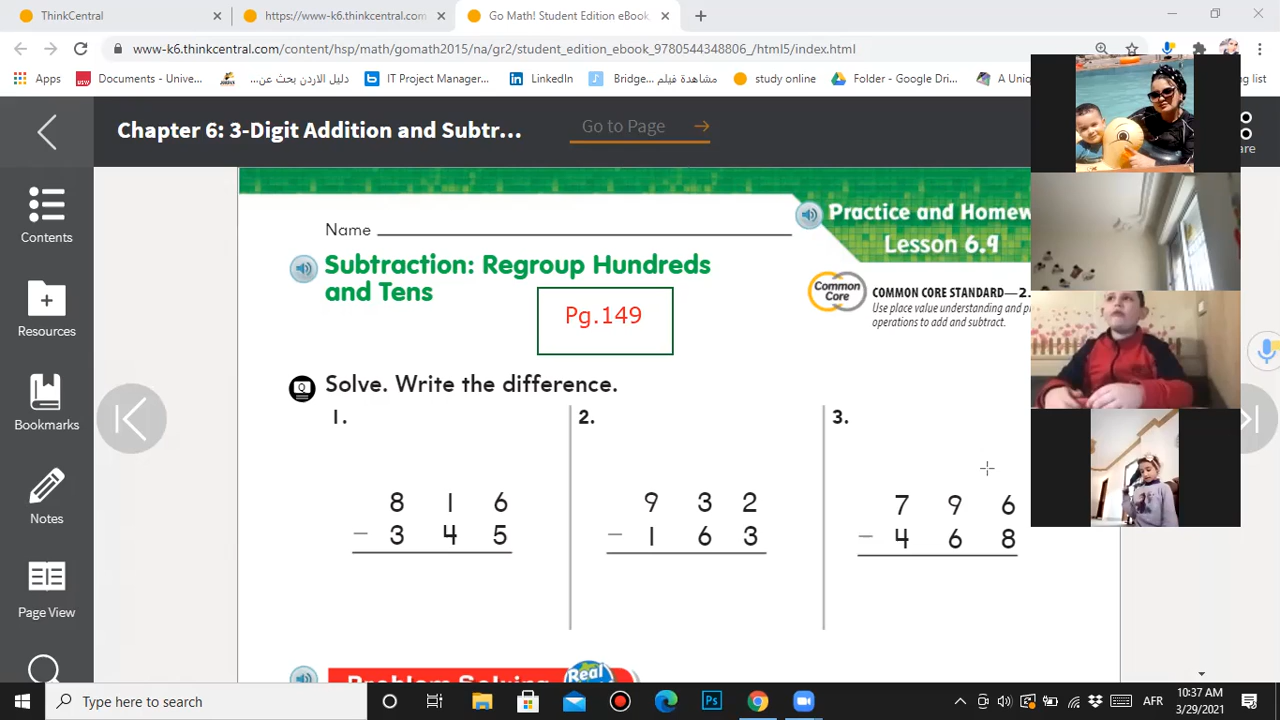 ThinkCentral
https://www-k6.thinkcentral.com
Go Math! Student Edition eBook
www-k6.thinkcentral.com/content/hsp/math/gomath2015/na/gr2/student_edition_ebook_9780544348806_/html5/index.html
Apps
Documents - Unive...
دليل الاردن بحث عن...
IT Project Manager...
LinkedIn
Bridge... مشاهدة فيلم
studyonline
Folder - Google Dri...
A Uniq
Chapter 6: 3-Digit Addition and Subtr...
Go to Page
Contents
Resources
Bookmarks
Notes
Page View
Name
Practice and Homew
Lesson 6.9
Subtraction: Regroup Hundreds
and Tens
Pg.149
Common
Core
COMMON CORE STANDARD—2.
Use place value understanding and
operations to add and subtract.
Solve. Write the difference.
1.
8 1 6
- 3 4 5
2.
9 3 2
- 1 6 3
3.
7 9 6
- 4 6 8
Problem Solving
Real
Type here to search
AFR
10:37 AM
3/29/2021